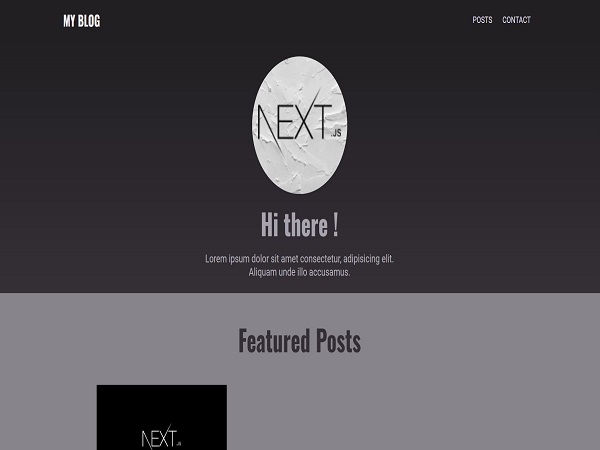 MY BLOG
POSTS CONTACT
NEXT.JS
Hi there !
Lorem ipsum dolor sit amet consectetur, adipisicing elit.
Aliquam unde illo accusamus.
Featured Posts
NEXT.JS